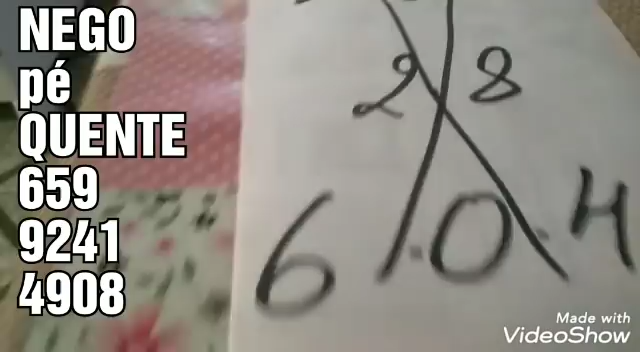 NEGO
pé
QUENTE
659
9241
4908
2 8
6 . 0 . 4
Made with
VideoShow